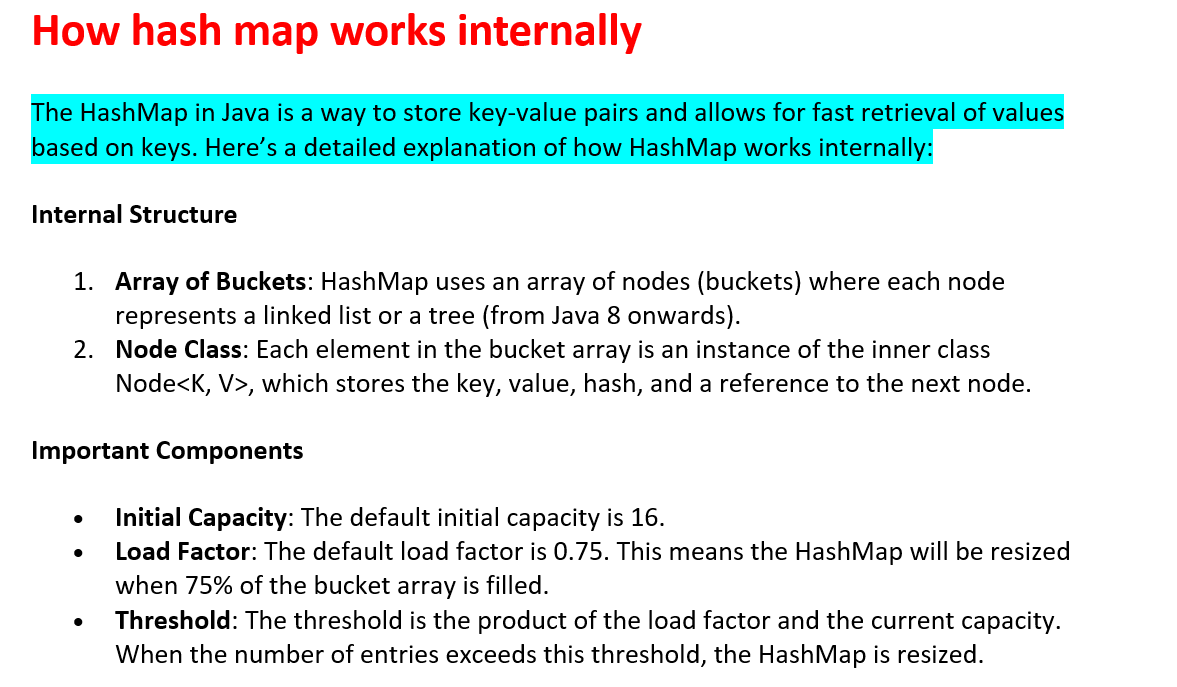 How hash map works internally
The HashMap in Java is a way to store key-value pairs and allows for fast retrieval of values
based on keys. Here’s a detailed explanation of how HashMap works internally:
Internal Structure
1. Array of Buckets: HashMap uses an array of nodes (buckets) where each node
represents a linked list or a tree (from Java 8 onwards).
2. Node Class: Each element in the bucket array is an instance of the inner class
Node<K, V>, which stores the key, value, hash, and a reference to the next node.
Important Components
• Initial Capacity: The default initial capacity is 16.
• Load Factor: The default load factor is 0.75. This means the HashMap will be resized
when 75% of the bucket array is filled.
• Threshold: The threshold is the product of the load factor and the current capacity.
When the number of entries exceeds this threshold, the HashMap is resized.